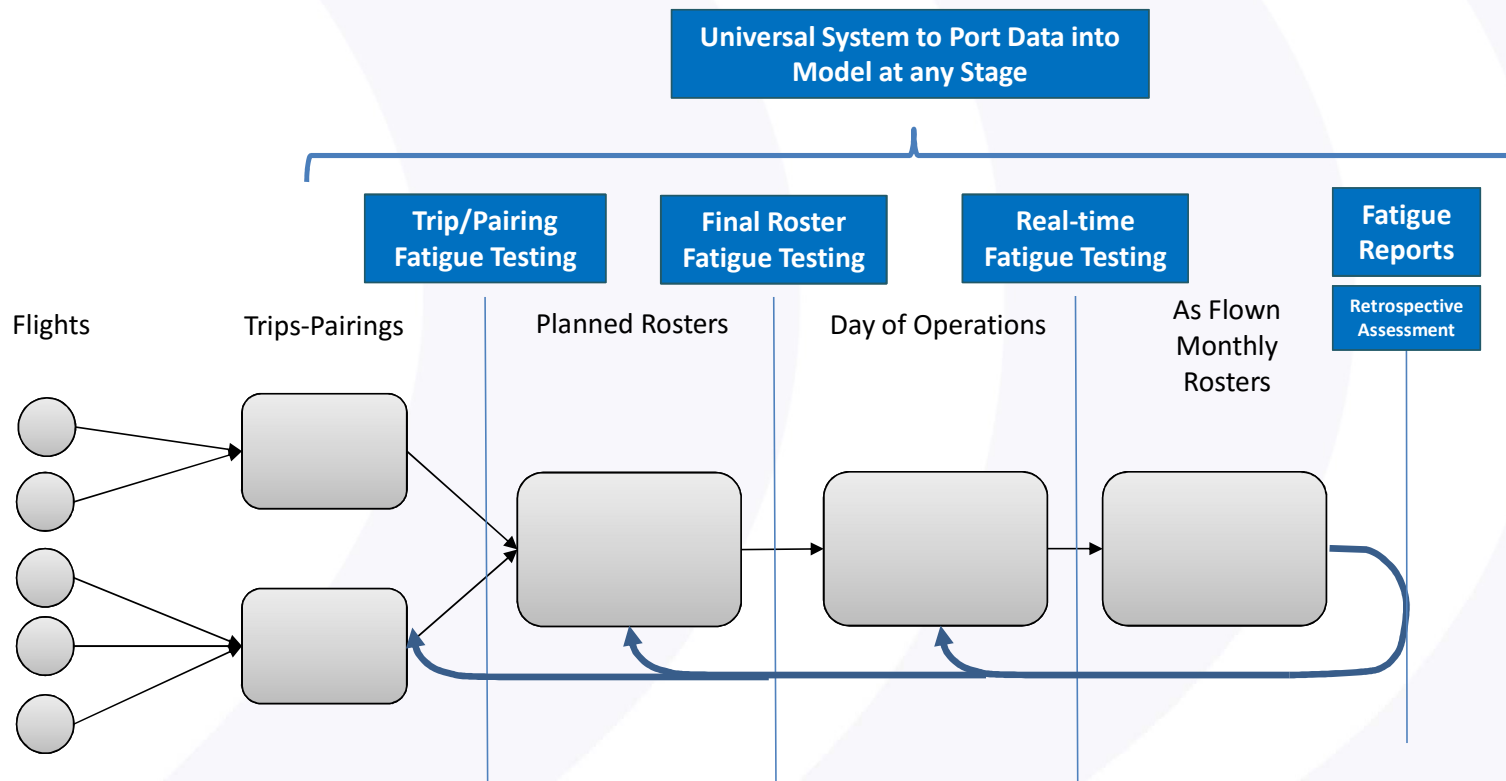 Universal System to Port Data into
Model at any Stage
Trip/Pairing
Fatigue Testing
Final Roster
Fatigue Testing
Real-time
Fatigue Testing
Fatigue
Reports
Retrospective
Assessment
Flights
Trips-Pairings
Planned Rosters
Day of Operations
As Flown
Monthly
Rosters